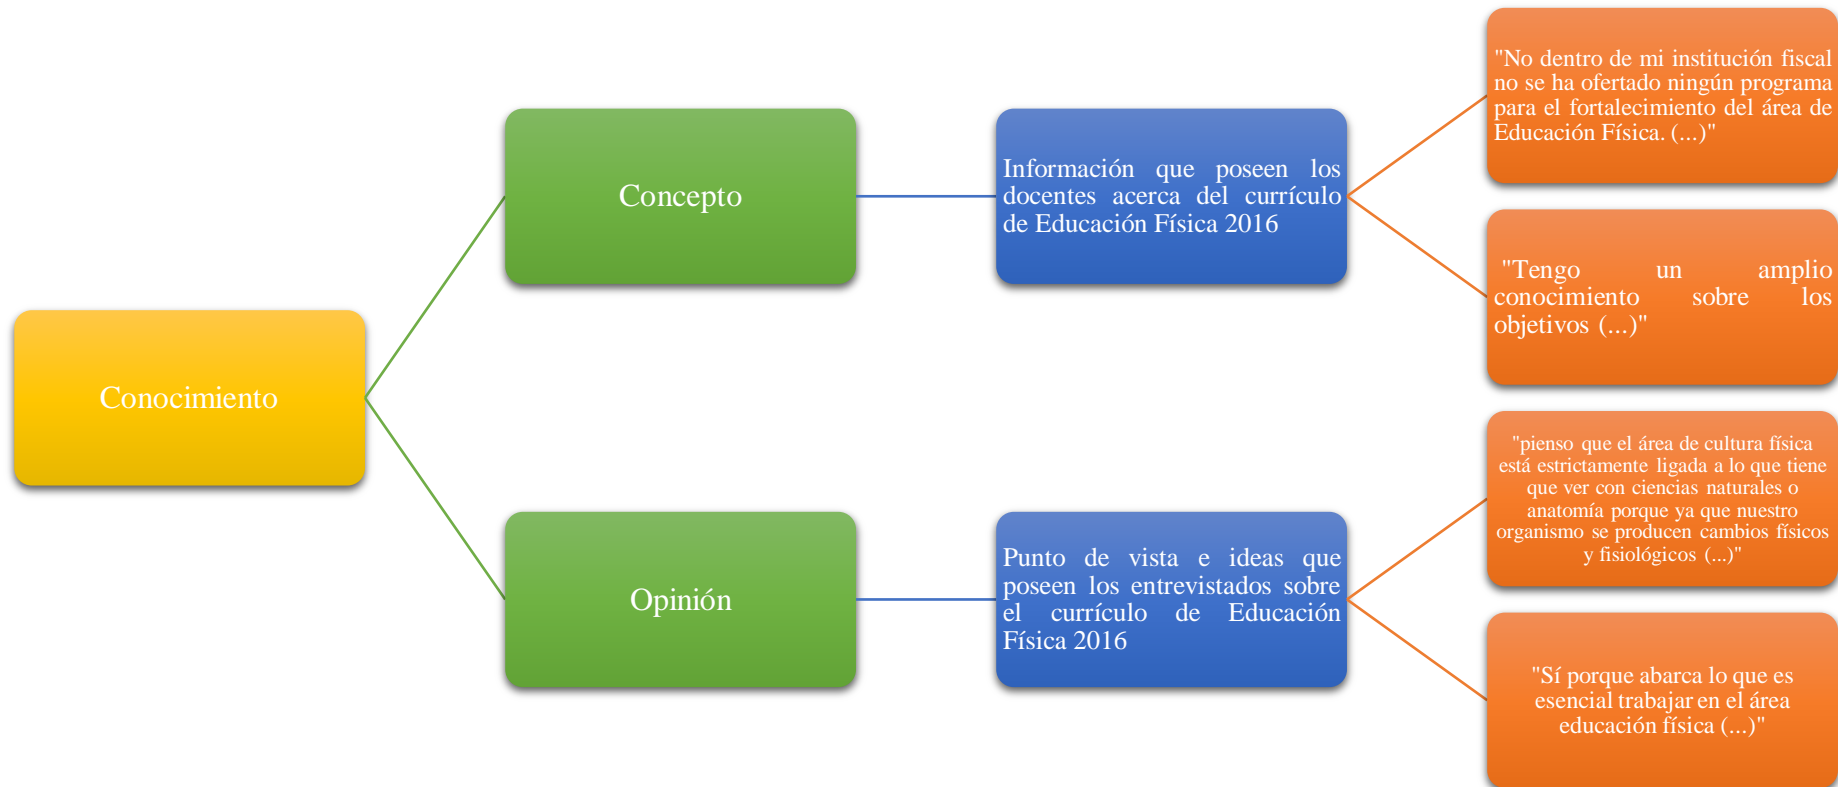 Conocimiento
Concepto
Información que poseen los
docentes acerca del currículo
de Educación Física 2016
"No dentro de mi institución fiscal
no se ha ofertado ningún programa
para el fortalecimiento del área de
Educación Física. (...)"
"Tengo un amplio
conocimiento sobre los
objetivos (...)"
Opinión
Punto de vista e ideas que
poseen los entrevistados sobre
el currículo de Educación
Física 2016
"pienso que el área de cultura física
está estrictamente ligada a lo que tiene
que ver con ciencias naturales o
anatomía porque ya que nuestro
organismo se producen cambios físicos
y fisiológicos (...)"
"Sí porque abarca lo que es
esencial trabajar en el área
educación física (...)"